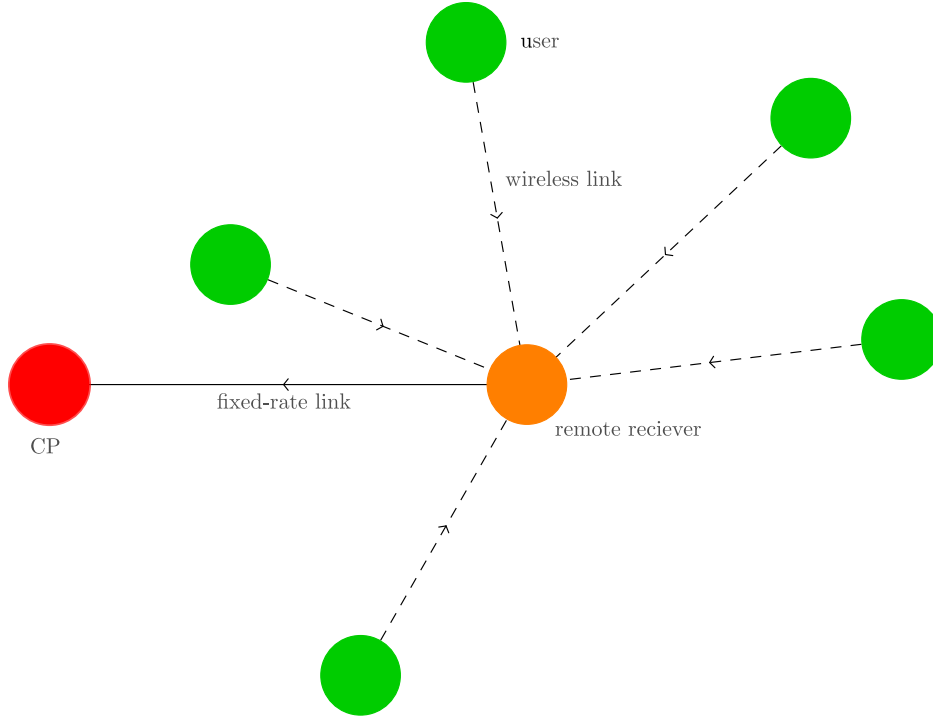 user
wireless link
fixed-rate link
remote reciever
CP